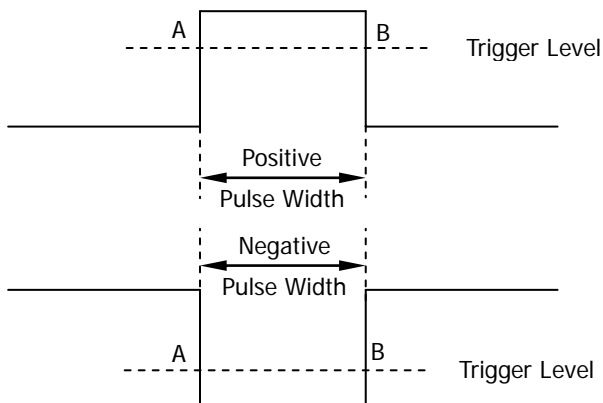 A B Trigger Level
Positive
Pulse Width
Negative
Pulse Width
A B Trigger Level